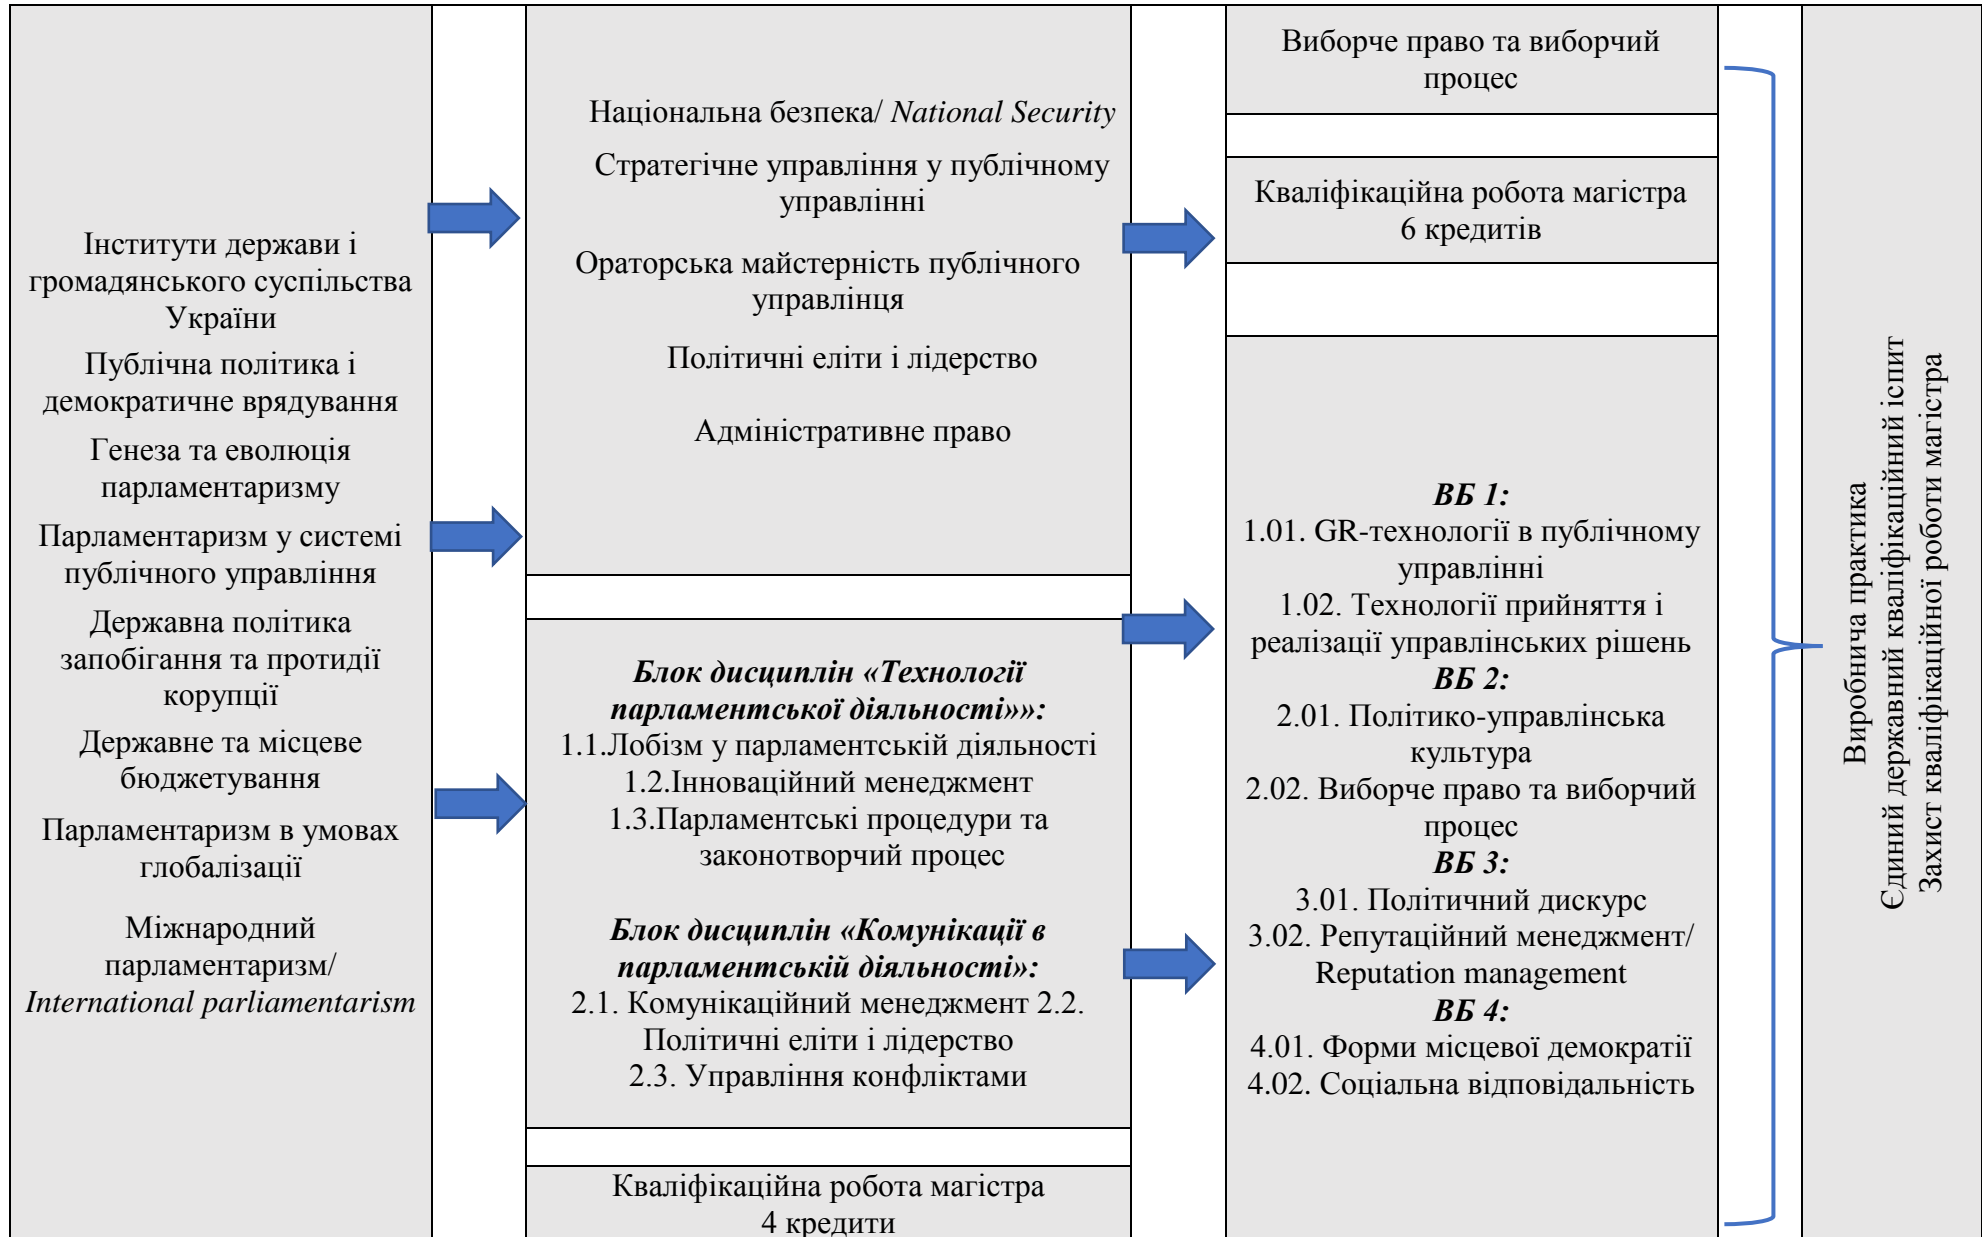 Інститути держави і
громадянського суспільства
України
Публічна політика і
демократичне врядування
Генеза та еволюція
парламентаризму
Парламентаризм у системі
публічного управління
Державна політика
запобігання та протидії
корупції
Державне та місцеве
бюджетування
Парламентаризм в умовах
глобалізації
Міжнародний
парламентаризм/
International parliamentarism
Національна безпека/ National Security
Стратегічне управління у публічному
управлінні
Ораторська майстерність публічного
управлінця
Політичні еліти і лідерство
Адміністративне право
Блок дисциплін «Технології
парламентської діяльності»»:
1.1.Лобізм у парламентській діяльності
1.2.Інноваційний менеджмент
1.3.Парламентські процедури та
законотворчий процес
Блок дисциплін «Комунікації в
парламентській діяльності»:
2.1. Комунікаційний менеджмент 2.2.
Політичні еліти і лідерство
2.3. Управління конфліктами
Кваліфікаційна робота магістра
4 кредити
Виборче право та виборчий
процес
Кваліфікаційна робота магістра
6 кредитів
ВБ 1:
1.01. GR-технології в публічному
управлінні
1.02. Технології прийняття і
реалізації управлінських рішень
ВБ 2:
2.01. Політико-управлінська
культура
2.02. Виборче право та виборчий
процес
ВБ 3:
3.01. Політичний дискурс
3.02. Репутаційний менеджмент/
Reputation management
ВБ 4:
4.01. Форми місцевої демократії
4.02. Соціальна відповідальність
Виробнича практика
Єдиний державний кваліфікаційний іспит
Захист кваліфікаційної роботи магістра